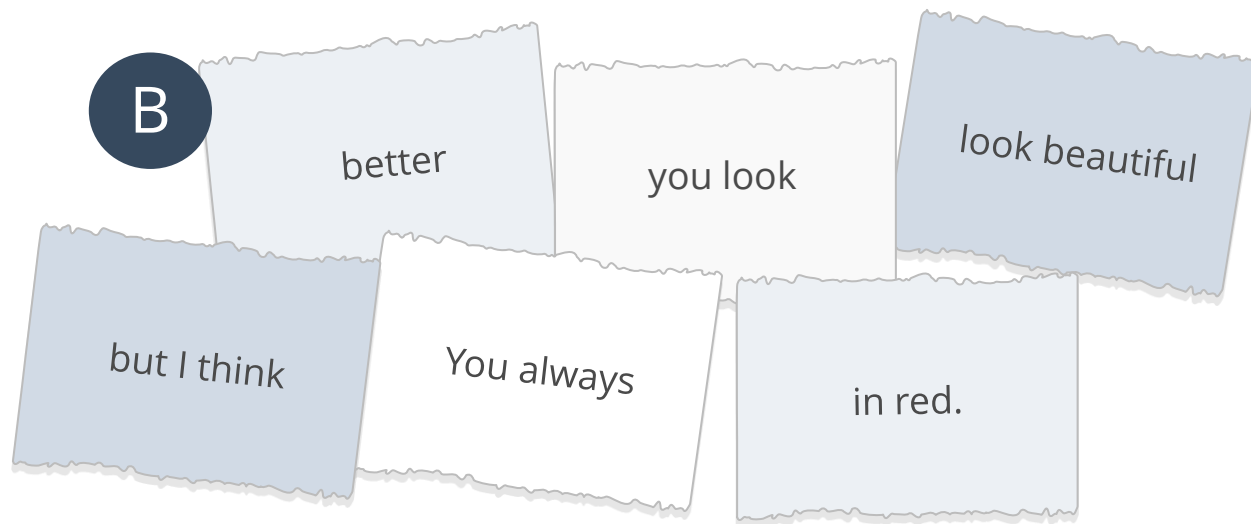 B
better
you look
look beautiful
but I think
You always
in red.